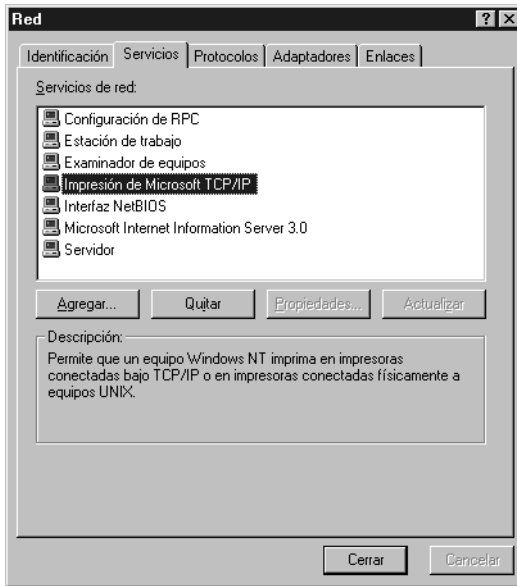 Red
Identificación Servicios Protocolos Adaptadores Enlaces
Servicios de red:
Configuración de RPC
Estación de trabajo
Examinador de equipos
Impresión de Microsoft TCP/IP
Interfaz NetBIOS
Microsoft Internet Information Server 3.0
Servidor
Agregar... Quitar Propiedades... Actualizar
Descripción:
Permite que un equipo Windows NT imprima en impresoras
conectadas bajo TCP/IP o en impresoras conectadas físicamente a
equipos UNIX.
Cerrar Cancelar